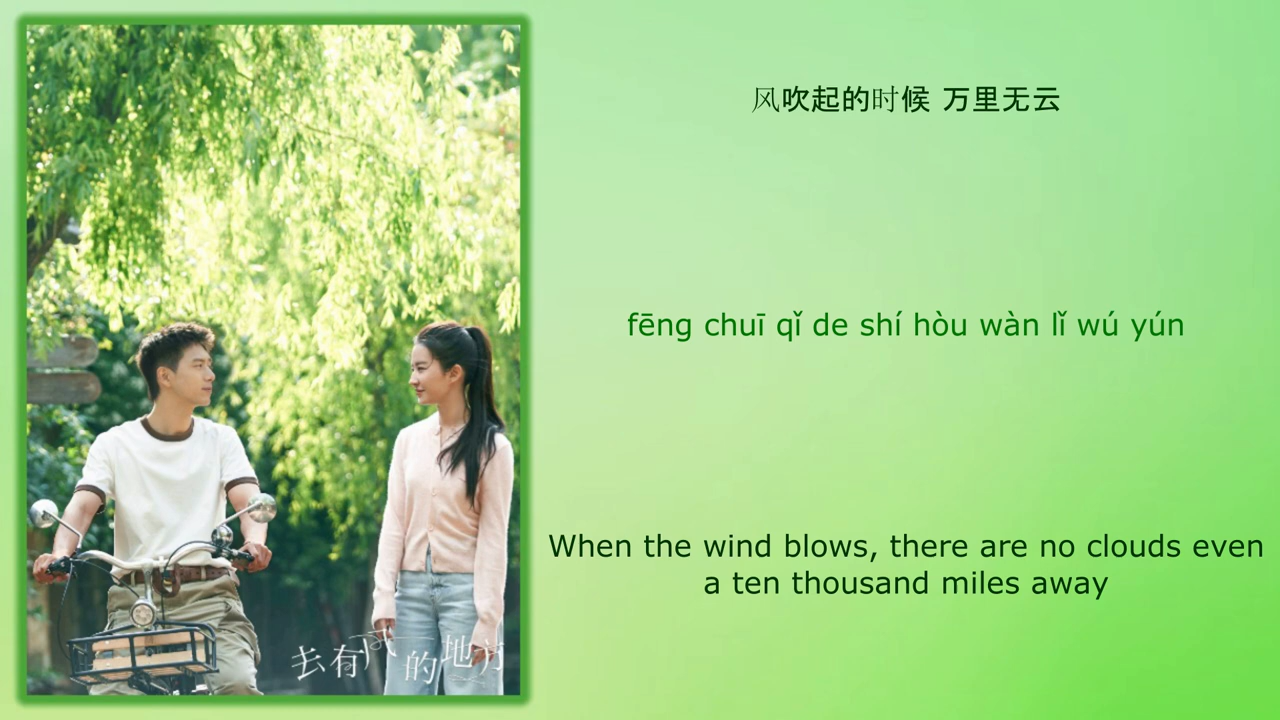 风吹起的时候 万里无云
fēng chuī qǐ de shí hòu wàn lǐ wú yún
When the wind blows, there are no clouds even
a ten thousand miles away
去有风的地方